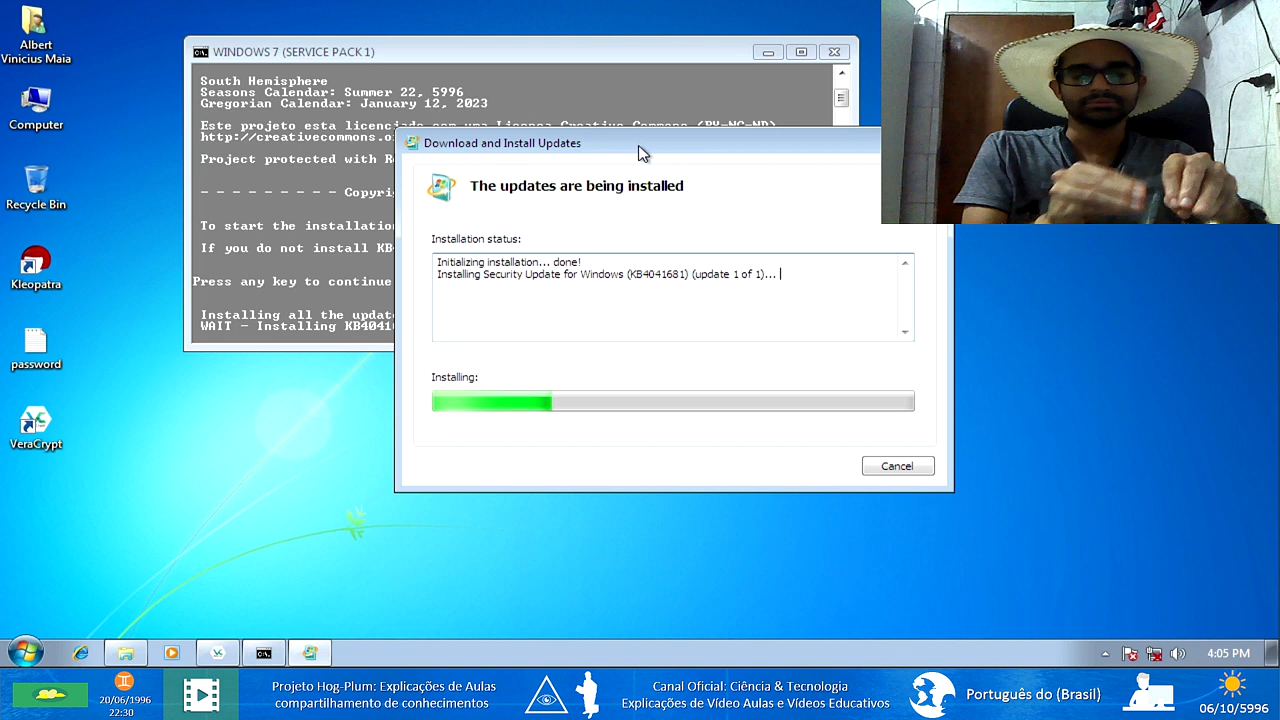 Albert
Vinicius Maia
Computer
Recycle Bin
Kleopatra
password
VeraCrypt
WINDOWS 7 (SERVICE PACK 1)
South Hemisphere
Seasons Calendar: Summer 22, 5996
Gregorian Calendar: January 12, 2023
Este projeto esta licenciado com uma Licenca Creative Commons (BY-NC-ND)
http://creativecommons.o
Project protected with R
- - - - - - - - - Copyri
To start the installatio
If you do not install KB
Press any key to continue
Installing all the updat
WAIT - Installing KB4041
Download and Install Updates
The updates are being installed
Installation status:
Initializing installation... done!
Installing Security Update for Windows (KB4041681) (update 1 of 1)...
Installing:
Cancel
4:05 PM
20/06/1996
22:30
Projeto Hog-Plum: Explicações de Aulas
compartilhamento de conhecimentos
Canal Oficial: Ciência & Tecnologia
Explicações de Vídeo Aulas e Vídeos Educativos
Português do (Brasil)
06/10/5996